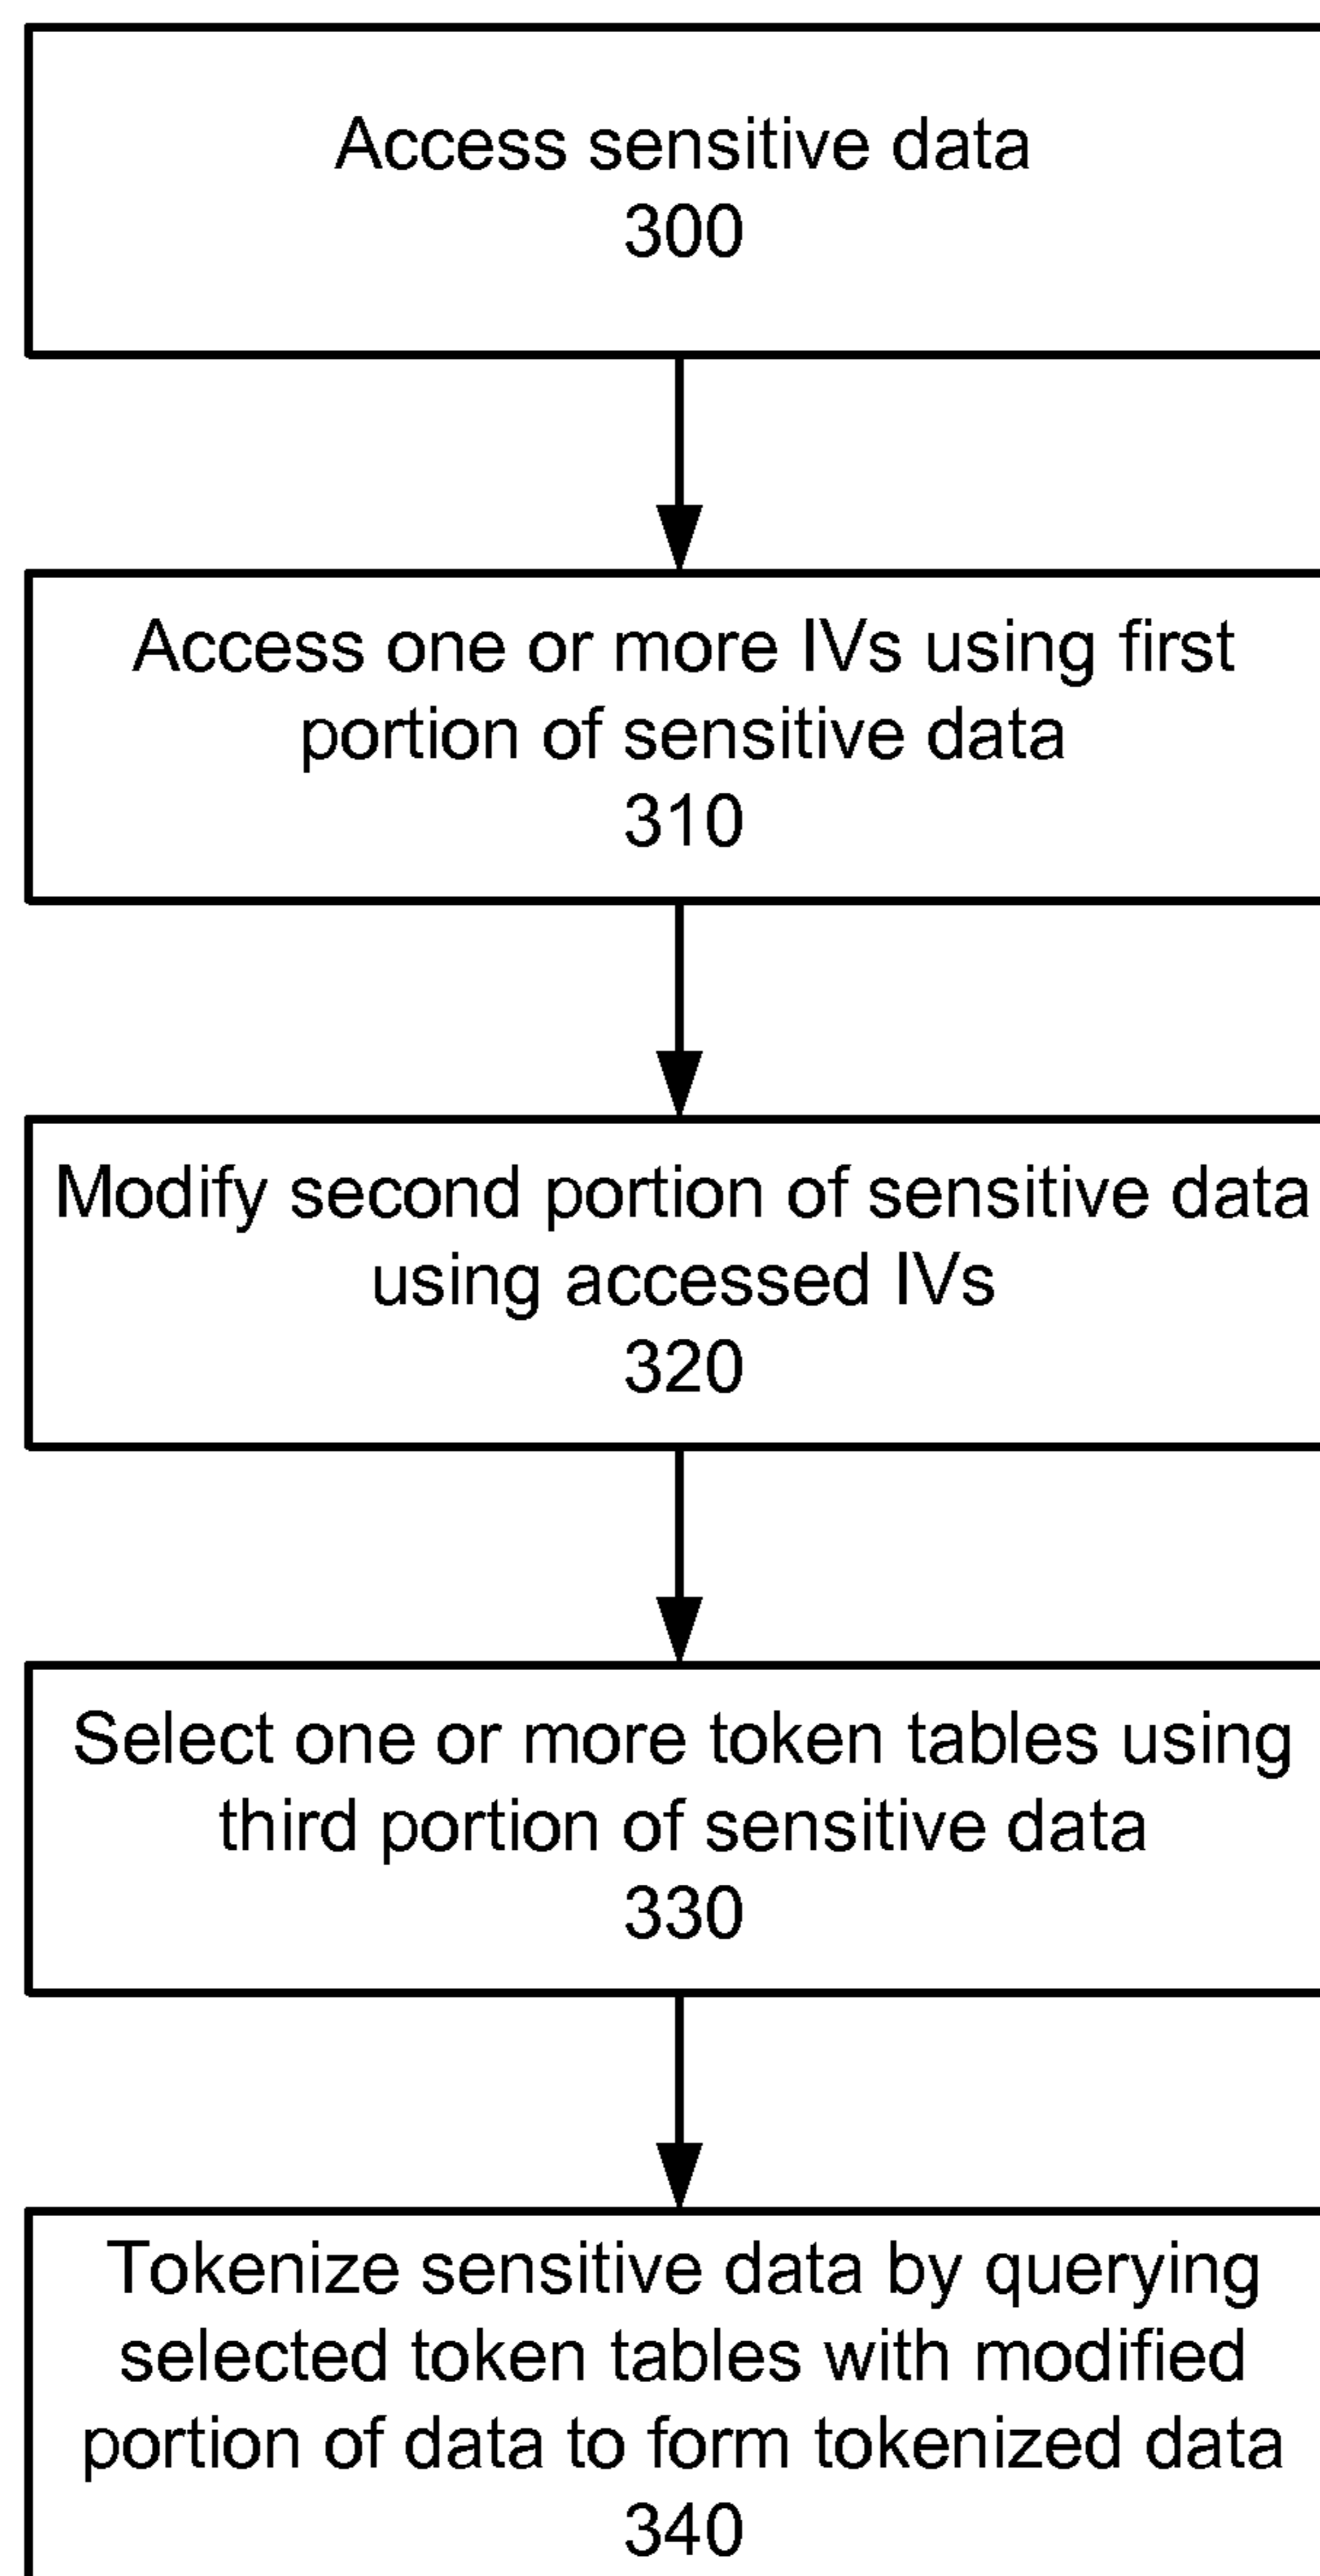 Access sensitive data
300
Access one or more IVs using first
portion of sensitive data
310
Modify second portion of sensitive data
using accessed IVs
320
Select one or more token tables using
third portion of sensitive data
330
Tokenize sensitive data by querying
selected token tables with modified
portion of data to form tokenized data
340